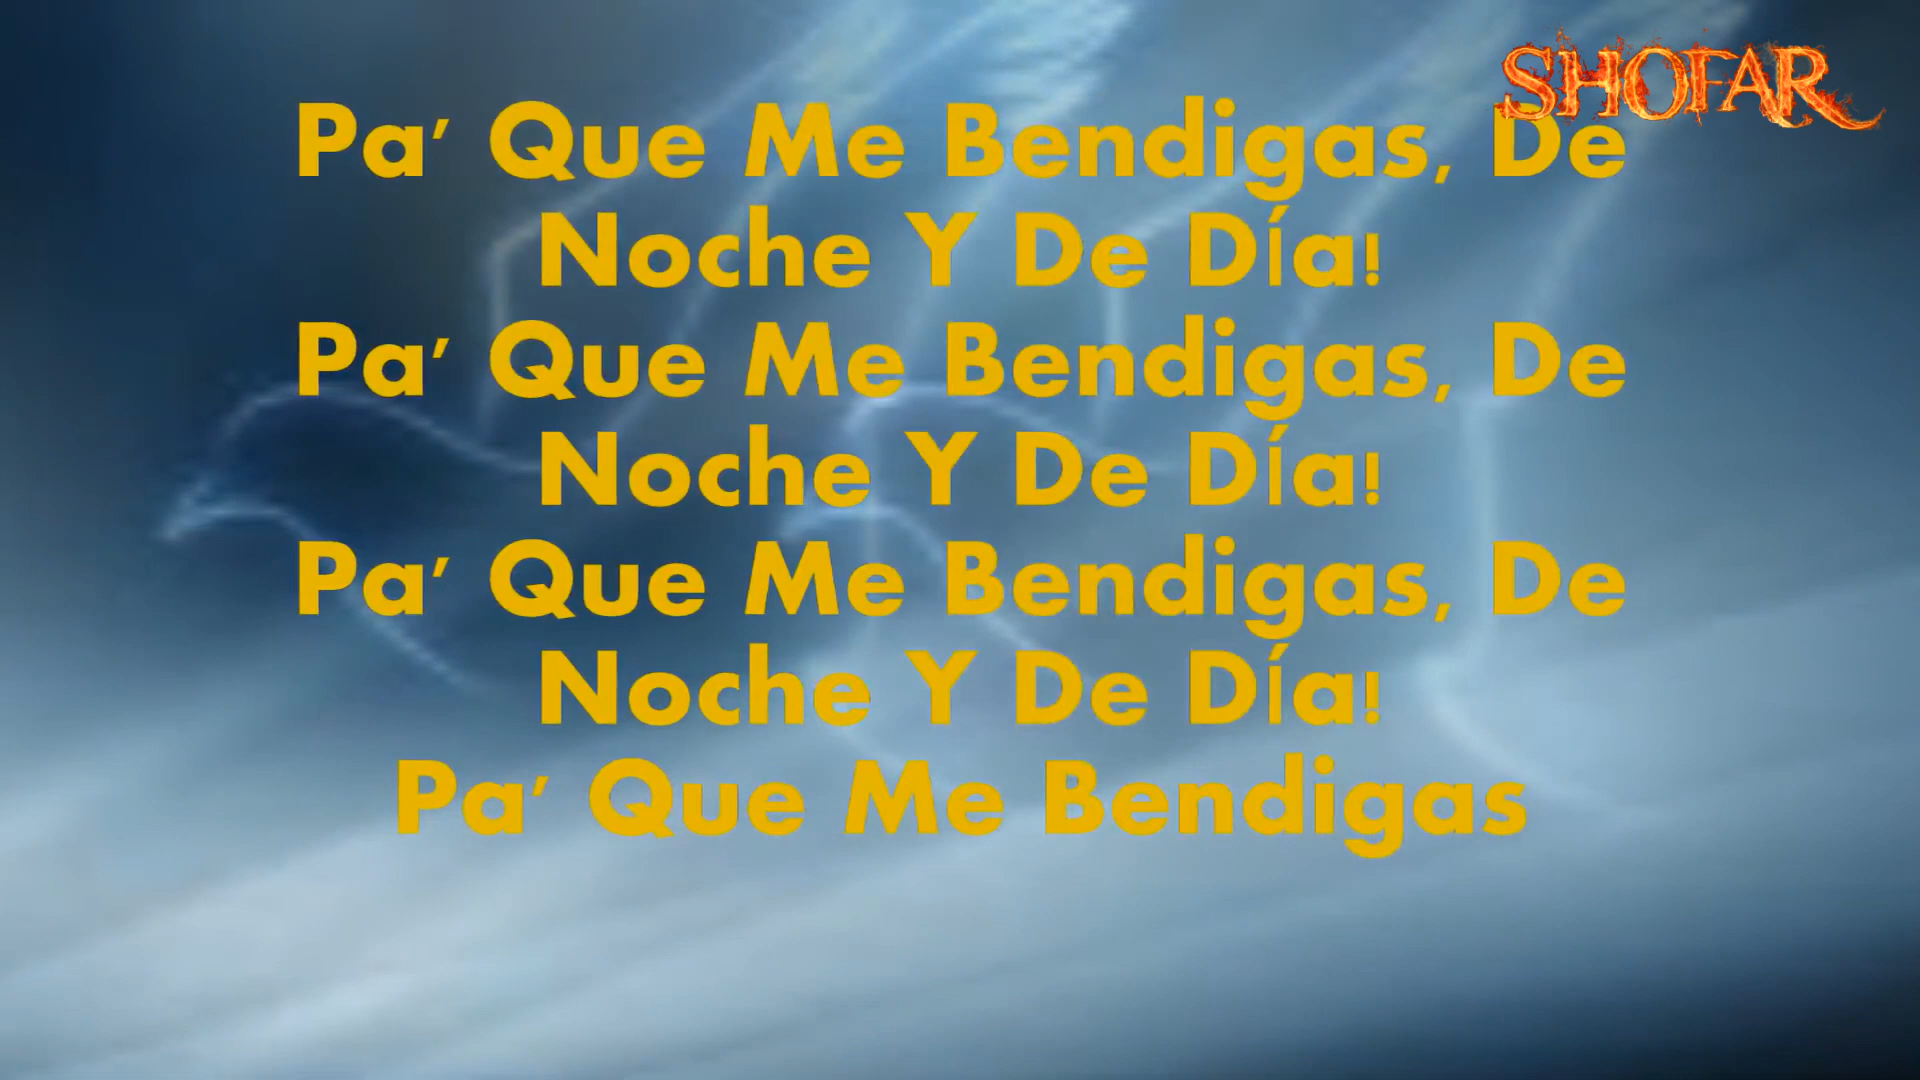 SHOFAR
Pa' Que Me Bendigas, De
Noche Y De Día!
Pa' Que Me Bendigas, De
Noche Y De Día!
Pa' Que Me Bendigas, De
Noche Y De Día!
Pa' Que Me Bendigas